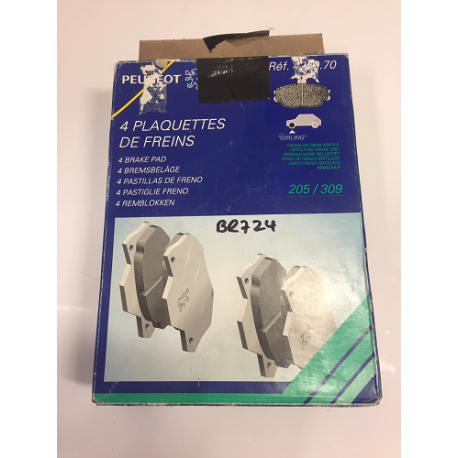 PEUGEOT
Réf.
.70
4 PLAQUETTES
DE FREINS
4 BRAKE PAD
4 BREMSBELÄGE
4 PASTILLAS DE FRENO
4 PASTIGLIE FRENO
4 REMBLOKKEN
"GIRLING"
205 / 309
BR724